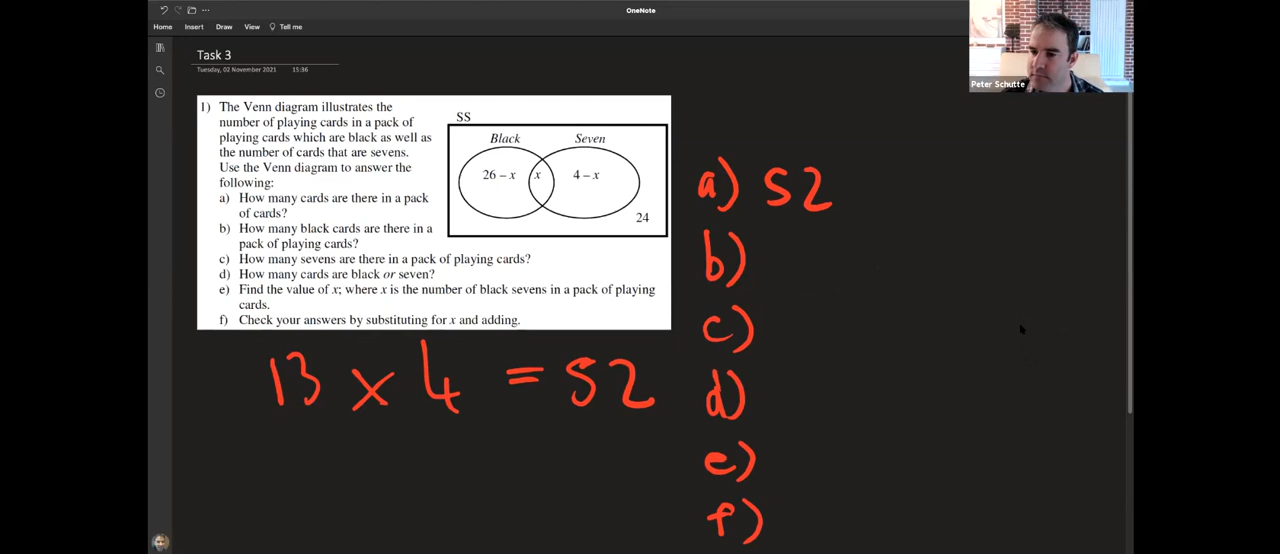 OneNote
Home Insert Draw View Tell me
Peter Schutte
Task 3
Tuesday, 02 November 2021 15:36
1) The Venn diagram illustrates the
number of playing cards in a pack of
playing cards which are black as well as
the number of cards that are sevens.
Use the Venn diagram to answer the
following:
a) How many cards are there in a pack
of cards?
b) How many black cards are there in a
pack of playing cards?
c) How many sevens are there in a pack of playing cards?
d) How many cards are black or seven?
e) Find the value of x; where x is the number of black sevens in a pack of playing
cards.
f) Check your answers by substituting for x and adding.
SS
Black Seven
26 – x x 4 – x
24
13 x 4 = 52
a) 52
b)
c)
d)
e)
f)